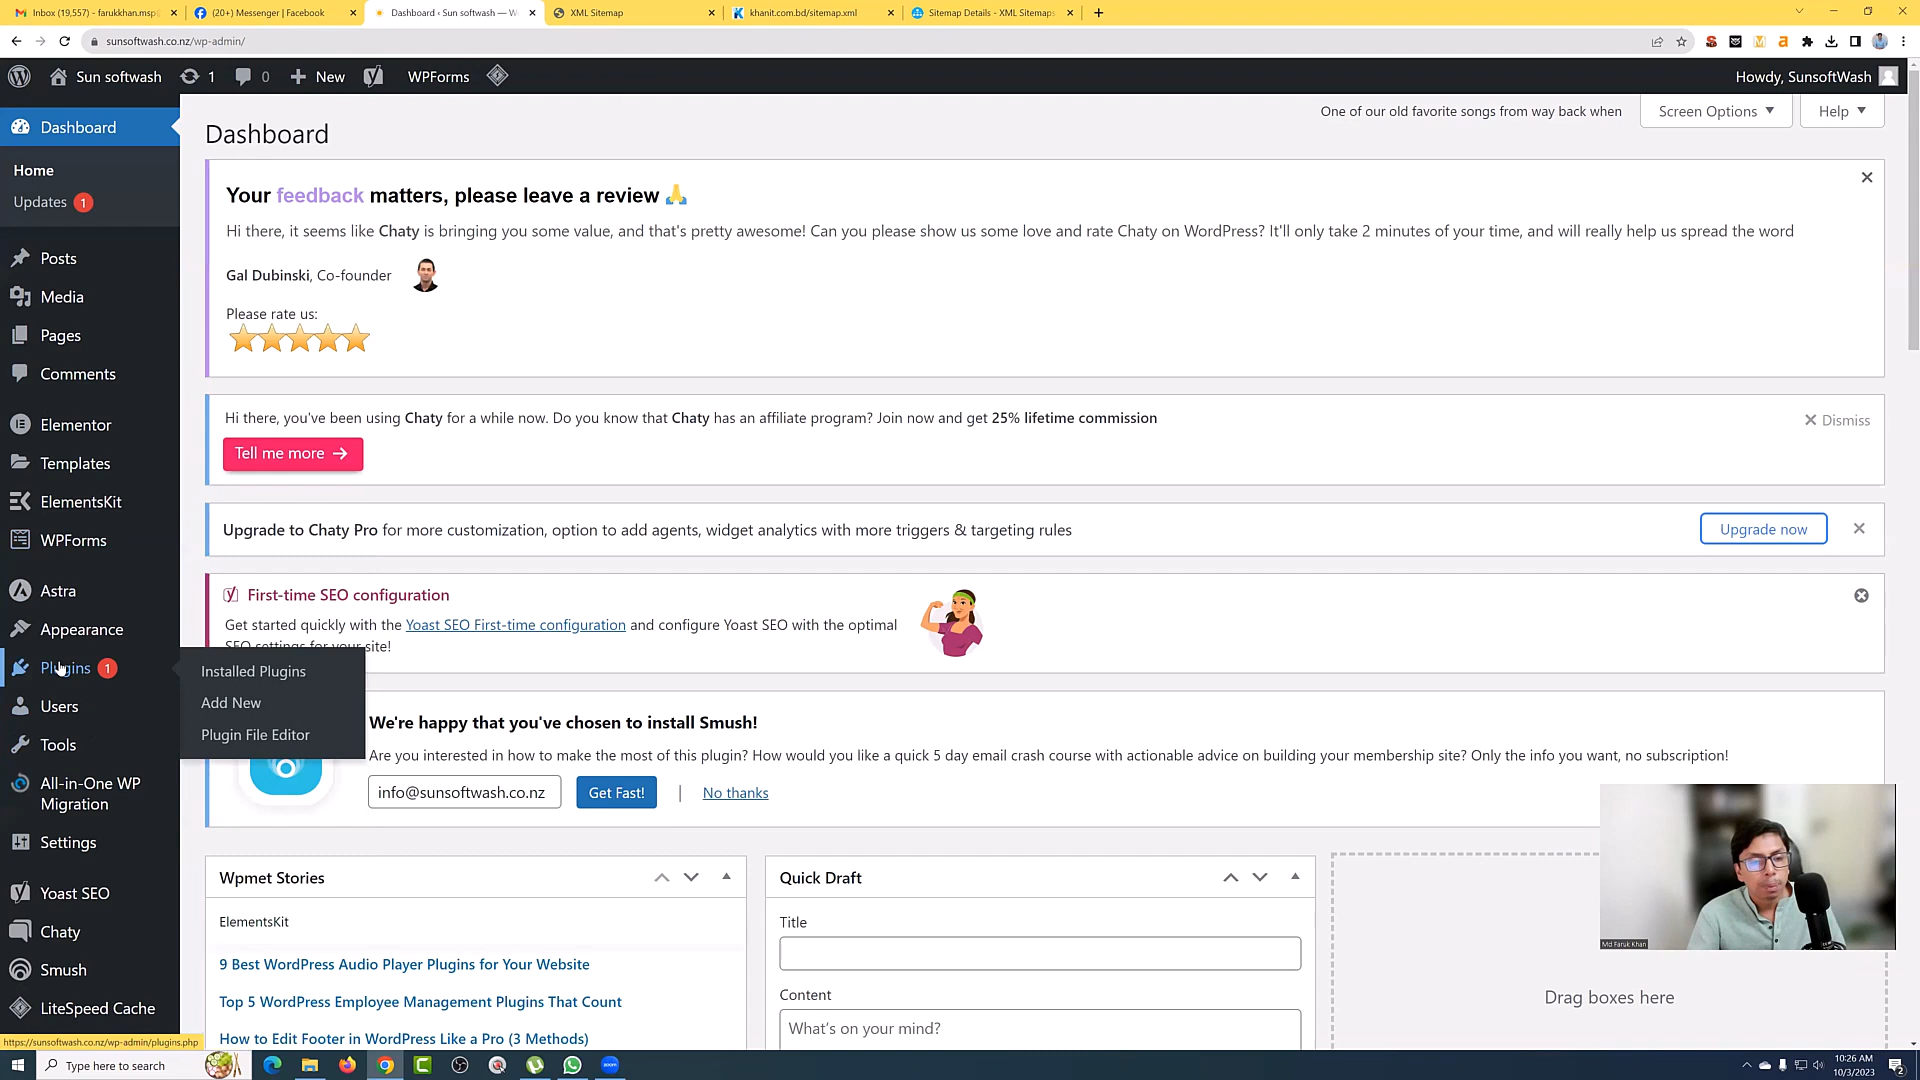 Inbox (19,557) - farukkhan.msp@
(20+) Messenger | Facebook
Dashboard ‹ Sun softwash — W
XML Sitemap
khanit.com.bd/sitemap.xml
Sitemap Details - XML Sitemaps
sunsoftwash.co.nz/wp-admin/
Sun softwash
1
0
New
WPForms
Howdy, SunsoftWash
Dashboard
Home
Updates 1
Posts
Media
Pages
Comments
Elementor
Templates
ElementsKit
WPForms
Astra
Appearance
Plugins 1
Users
Tools
All-in-One WP
Migration
Settings
Yoast SEO
Chaty
Smush
LiteSpeed Cache
Installed Plugins
Add New
Plugin File Editor
One of our old favorite songs from way back when
Screen Options
Help
Dashboard
Your feedback matters, please leave a review 🙏
Hi there, it seems like Chaty is bringing you some value, and that's pretty awesome! Can you please show us some love and rate Chaty on WordPress? It'll only take 2 minutes of your time, and will really help us spread the word
Gal Dubinski, Co-founder
Please rate us:
Hi there, you've been using Chaty for a while now. Do you know that Chaty has an affiliate program? Join now and get 25% lifetime commission
Dismiss
Tell me more →
Upgrade to Chaty Pro for more customization, option to add agents, widget analytics with more triggers & targeting rules
Upgrade now
First-time SEO configuration
Get started quickly with the Yoast SEO First-time configuration and configure Yoast SEO with the optimal
SEO settings for your site!
We're happy that you've chosen to install Smush!
Are you interested in how to make the most of this plugin? How would you like a quick 5 day email crash course with actionable advice on building your membership site? Only the info you want, no subscription!
info@sunsoftwash.co.nz
Get Fast!
|
No thanks
Wpmet Stories
ElementsKit
9 Best WordPress Audio Player Plugins for Your Website
Top 5 WordPress Employee Management Plugins That Count
How to Edit Footer in WordPress Like a Pro (3 Methods)
Quick Draft
Title
Content
What's on your mind?
Drag boxes here
Md Faruk Khan
https://sunsoftwash.co.nz/wp-admin/plugins.php
Type here to search
zoom
10:26 AM
10/3/2023
2